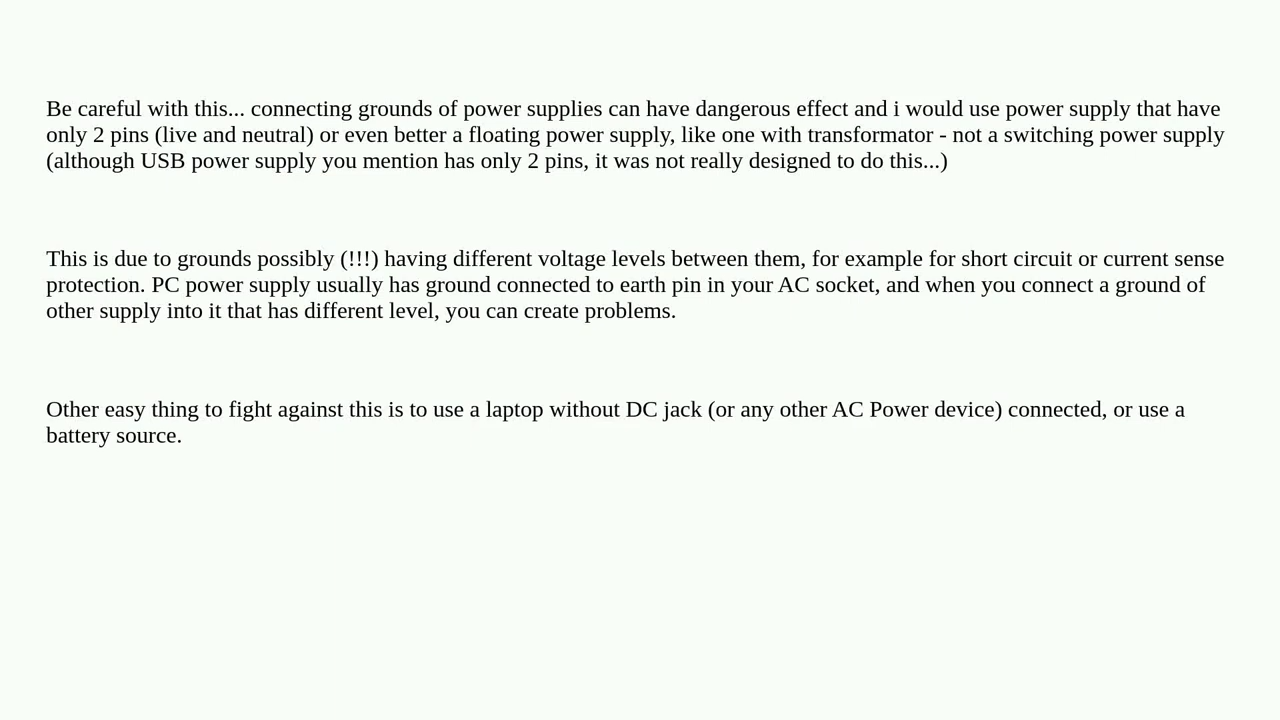 Be careful with this... connecting grounds of power supplies can have dangerous effect and i would use power supply that have
only 2 pins (live and neutral) or even better a floating power supply, like one with transformator - not a switching power supply
(although USB power supply you mention has only 2 pins, it was not really designed to do this...)
This is due to grounds possibly (!!!) having different voltage levels between them, for example for short circuit or current sense
protection. PC power supply usually has ground connected to earth pin in your AC socket, and when you connect a ground of
other supply into it that has different level, you can create problems.
Other easy thing to fight against this is to use a laptop without DC jack (or any other AC Power device) connected, or use a
battery source.